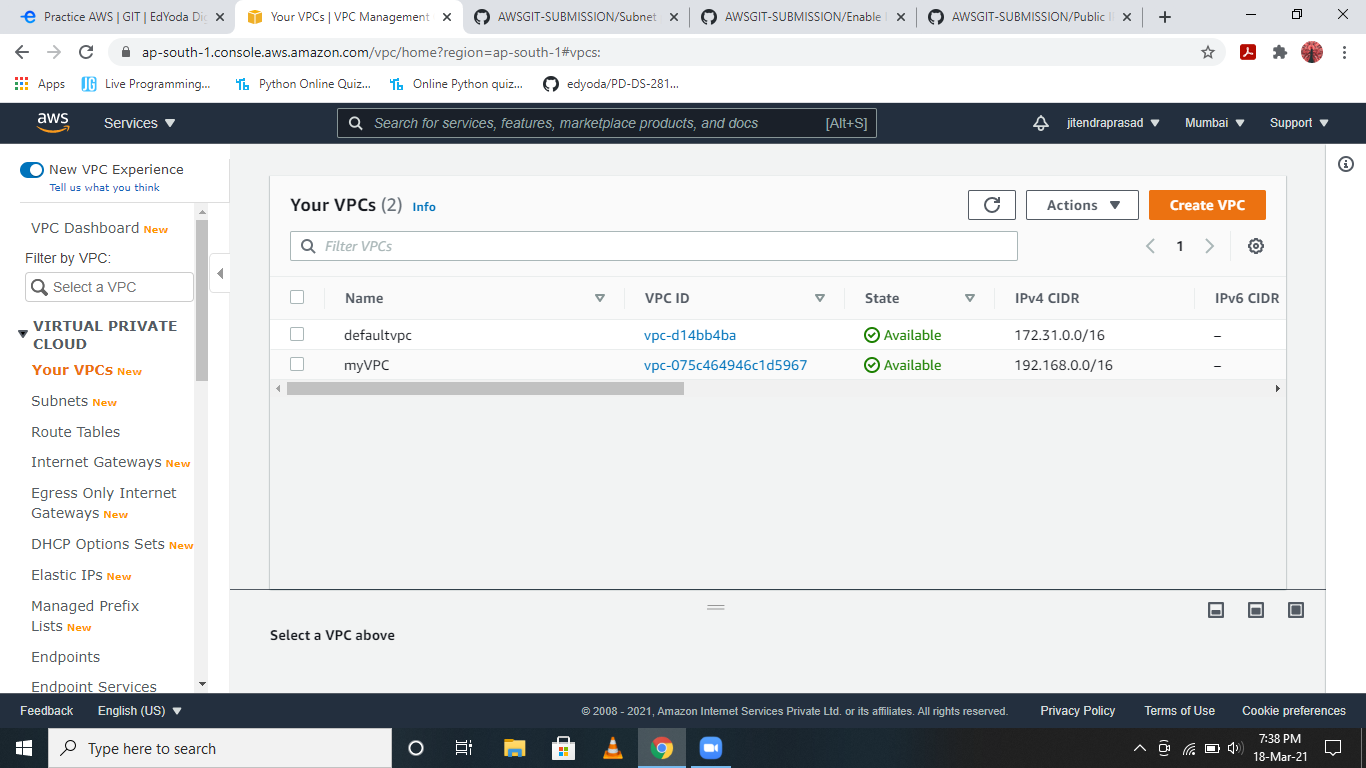 Practice AWS | GIT | EdYoda Di
Your VPCs | VPC Management
AWSGIT-SUBMISSION/Subnet
AWSGIT-SUBMISSION/Enable
AWSGIT-SUBMISSION/Public I
ap-south-1.console.aws.amazon.com/vpc/home?region=ap-south-1#vpcs:
Apps
Live Programming...
Python Online Quiz...
Online Python quiz...
edyoda/PD-DS-281...
aws
Services
Search for services, features, marketplace products, and docs
[Alt+S]
jitendraprasad
Mumbai
Support
New VPC Experience
Tell us what you think
VPC Dashboard New
Filter by VPC:
Select a VPC
VIRTUAL PRIVATE
CLOUD
Your VPCs New
Subnets New
Route Tables
Internet Gateways New
Egress Only Internet
Gateways New
DHCP Options Sets New
Elastic IPs New
Managed Prefix
Lists New
Endpoints
Endpoint Services
Your VPCs (2) Info
Actions
Create VPC
Filter VPCs
1
Name VPC ID State IPv4 CIDR IPv6 CIDR
defaultvpc vpc-d14bb4ba Available 172.31.0.0/16 –
myVPC vpc-075c464946c1d5967 Available 192.168.0.0/16 –
Select a VPC above
Feedback
English (US)
© 2008 - 2021, Amazon Internet Services Private Ltd. or its affiliates. All rights reserved.
Privacy Policy
Terms of Use
Cookie preferences
Type here to search
7:38 PM
18-Mar-21